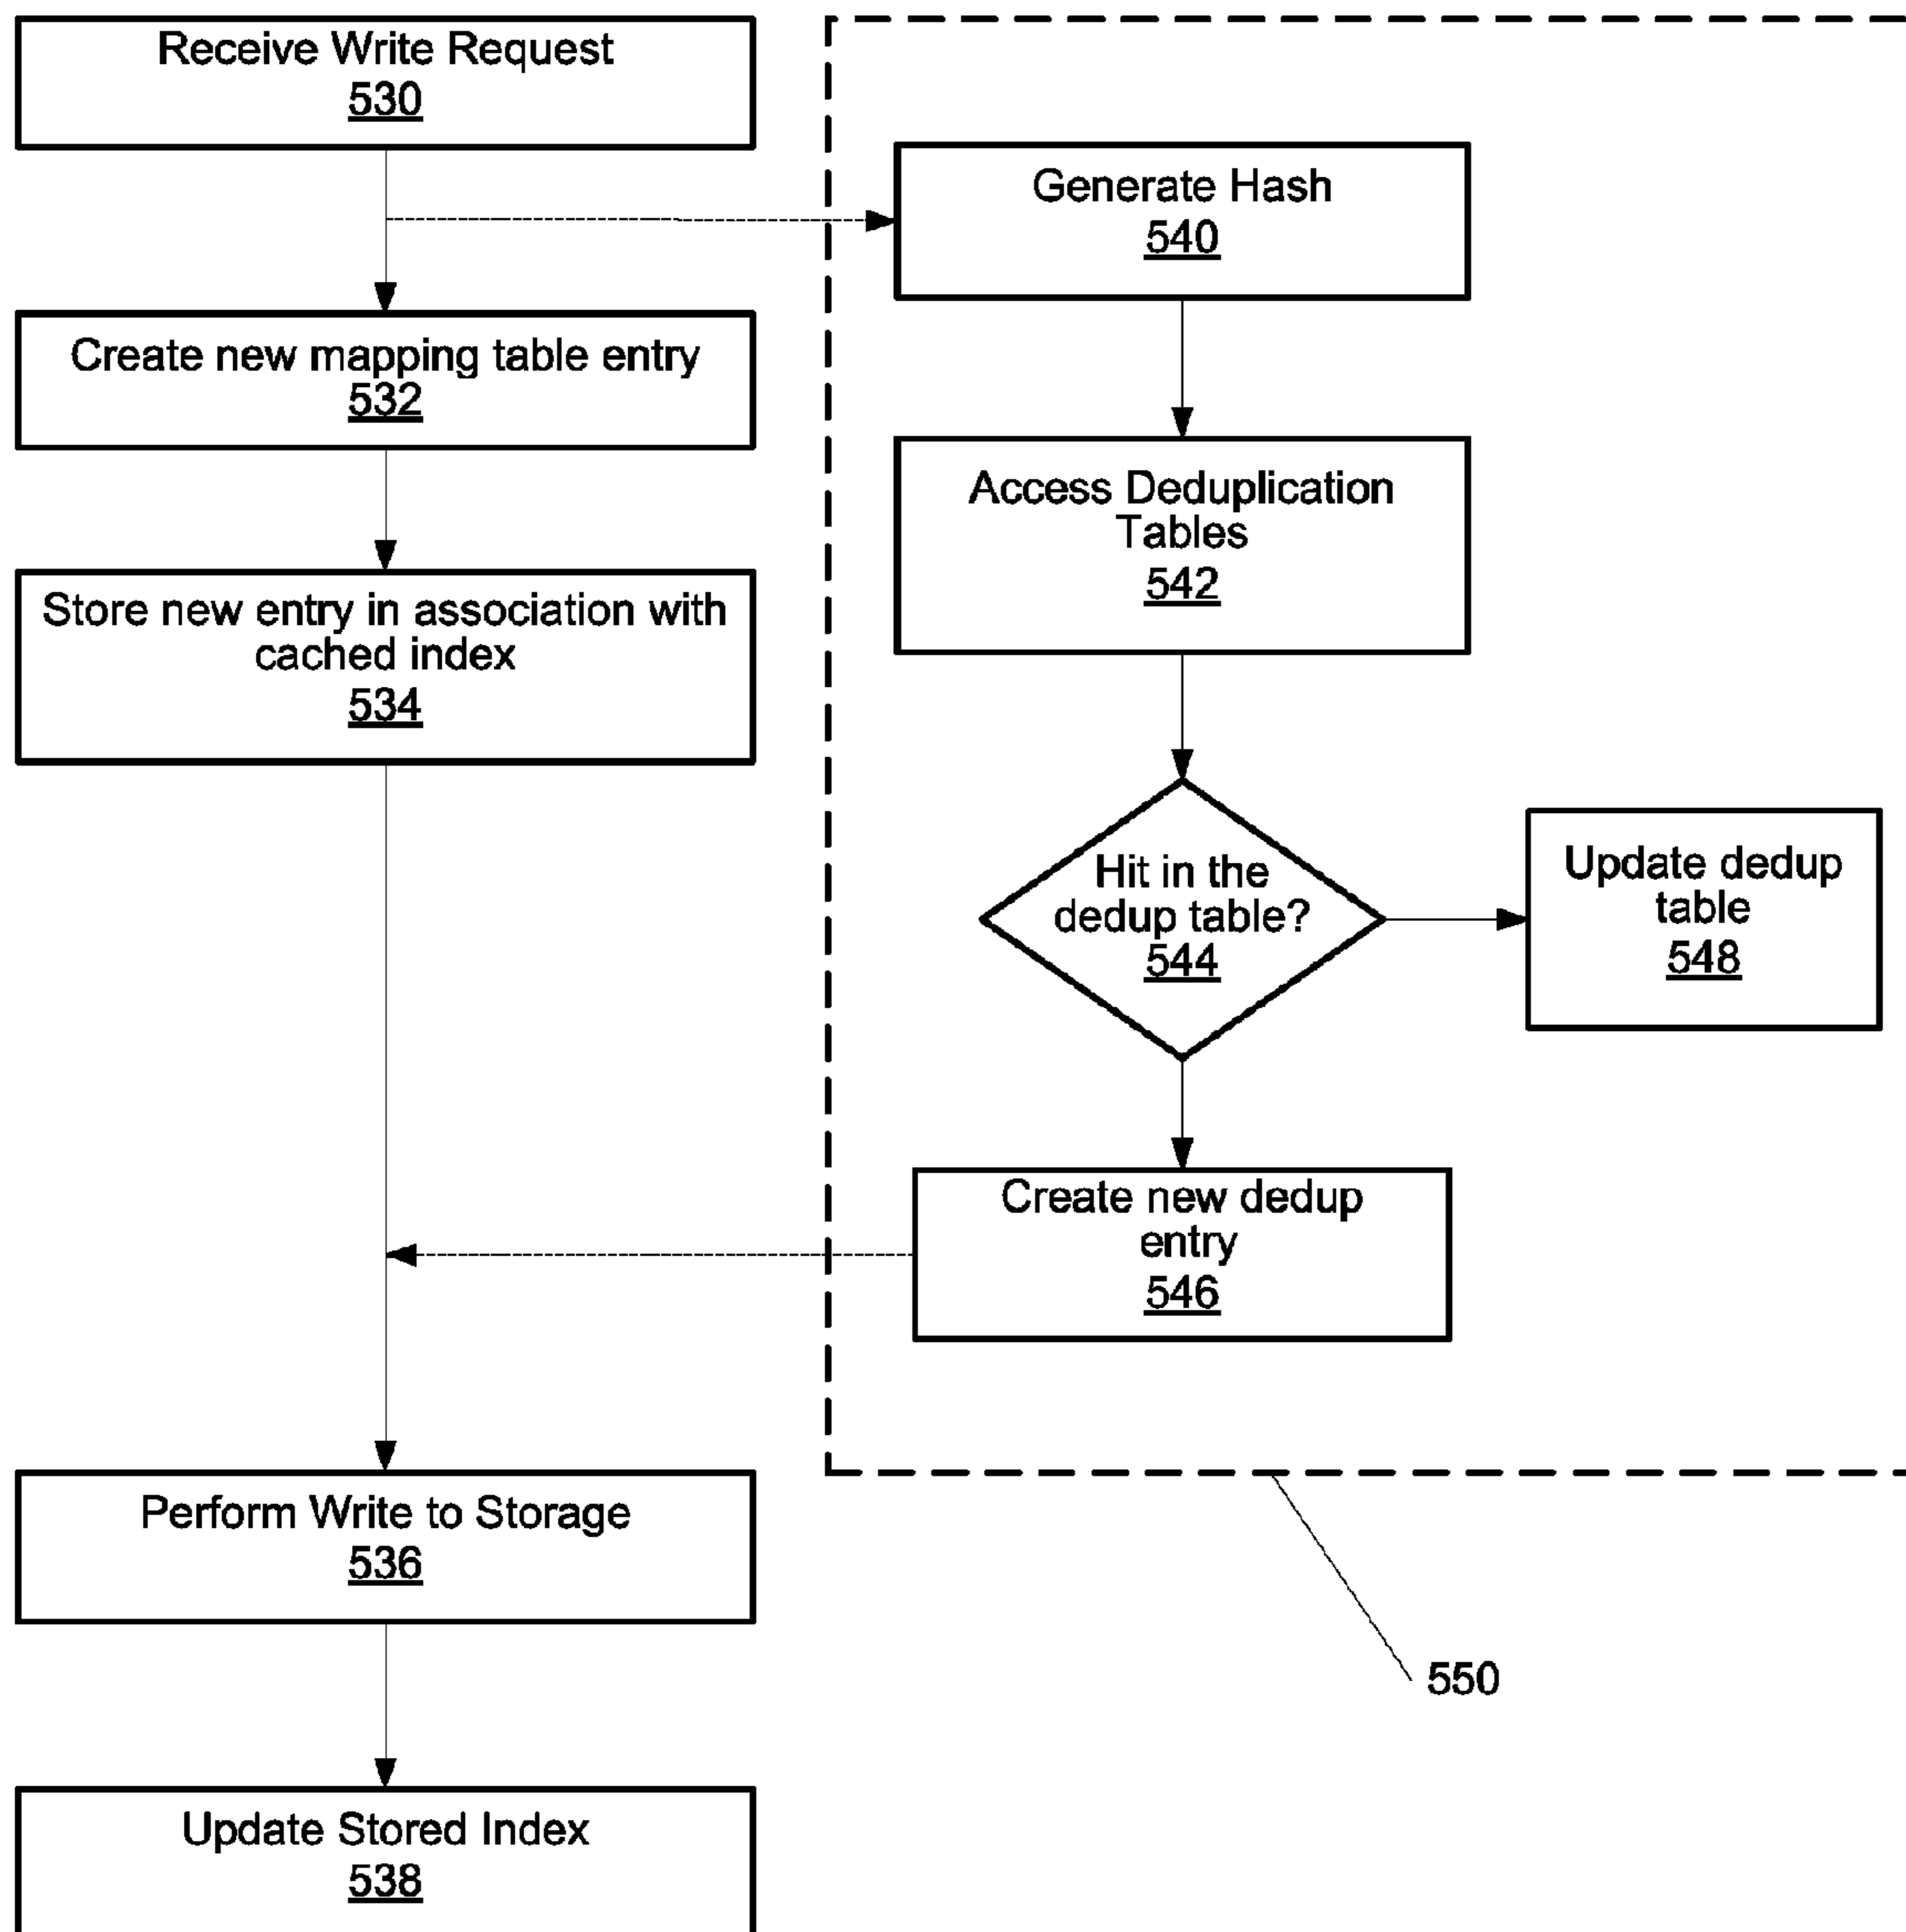 Receive Write Request
530
Create new mapping table entry
532
Store new entry in association with
cached index
534
Perform Write to Storage
536
Update Stored Index
538
Generate Hash
540
Access Deduplication
Tables
542
Hit in the
dedup table?
544
Update dedup
table
548
Create new dedup
entry
546
550